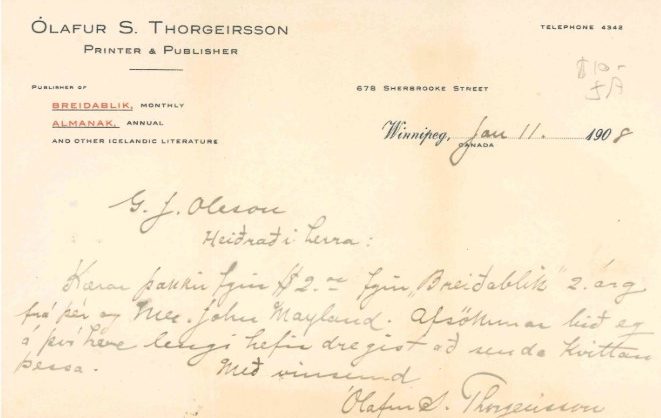 ÓLAFUR S. THORGEIRSSON
PRINTER & PUBLISHER
TELEPHONE 4342
PUBLISHER OF
BREIDABLIK, MONTHLY
ALMANAK, ANNUAL
AND OTHER ICELANDIC LITERATURE
678 SHERBROOKE STREET
Winnipeg, Jan 11. 1908
CANADA
G. J. Oleson
Heiðraði herra:
Kærar þakkir fyrir $2.00 fyrir „Breiðablik" 2. árg
frá þér og Mr. John Mayland. Afsökunar bið eg
á því hve lengi hefir dregist að senda kvittan
þessa. Með vinsemd
Ólafur S. Thorgeirsson